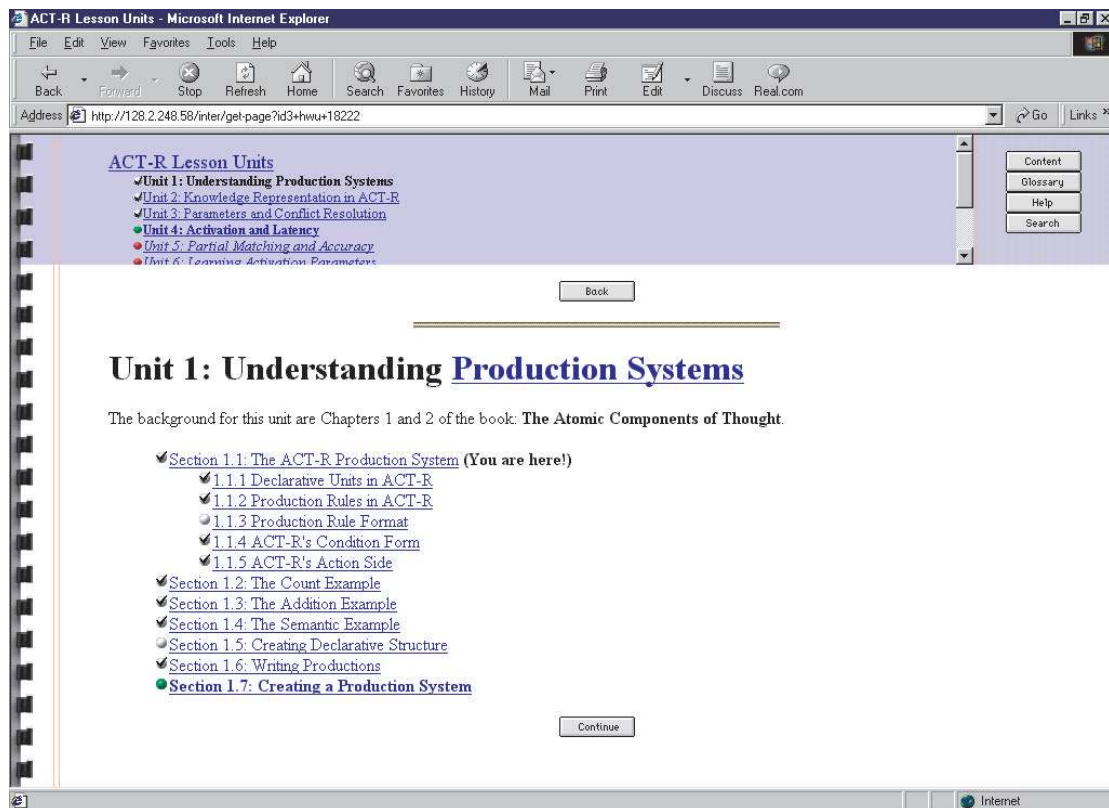 ACT-R Lesson Units - Microsoft Internet Explorer
File Edit View Favorites Tools Help
Back Forward Stop Refresh Home Search Favorites History Mail Print Edit Discuss Real.com
Address http://128.2.248.58/inter/get-page?id3+hwu+18222 Go Links »
ACT-R Lesson Units
Unit 1: Understanding Production Systems
Unit 2: Knowledge Representation in ACT-R
Unit 3: Parameters and Conflict Resolution
Unit 4: Activation and Latency
Unit 5: Partial Matching and Accuracy
Unit 6: Learning Activation Parameters
Content
Glossary
Help
Search
Back
Unit 1: Understanding Production Systems
The background for this unit are Chapters 1 and 2 of the book: The Atomic Components of Thought.
Section 1.1: The ACT-R Production System (You are here!)
1.1.1 Declarative Units in ACT-R
1.1.2 Production Rules in ACT-R
1.1.3 Production Rule Format
1.1.4 ACT-R's Condition Form
1.1.5 ACT-R's Action Side
Section 1.2: The Count Example
Section 1.3: The Addition Example
Section 1.4: The Semantic Example
Section 1.5: Creating Declarative Structure
Section 1.6: Writing Productions
Section 1.7: Creating a Production System
Continue
Internet